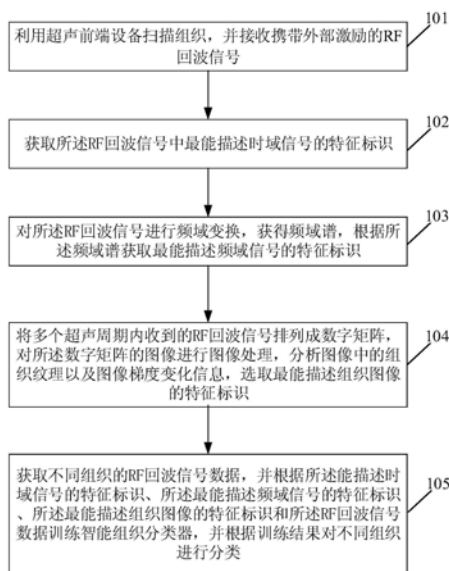 利用超声前端设备扫描组织，并接收携带外部激励的RF
回波信号
101
获取所述RF回波信号中最能描述时域信号的特征标识
102
对所述RF回波信号进行频域变换，获得频域谱，根据所
述频域谱获取最能描述频域信号的特征标识
103
将多个超声周期内收到的RF回波信号排列成数字矩阵，
对所述数字矩阵的图像进行图像处理，分析图像中的组
织纹理以及图像梯度变化信息，选取最能描述组织图像
的特征标识
104
获取不同组织的RF回波信号数据，并根据所述能描述时
域信号的特征标识、所述最能描述频域信号的特征标识
、所述最能描述组织图像的特征标识和所述RF回波信号
数据训练智能组织分类器，并根据训练结果对不同组织
进行分类
105